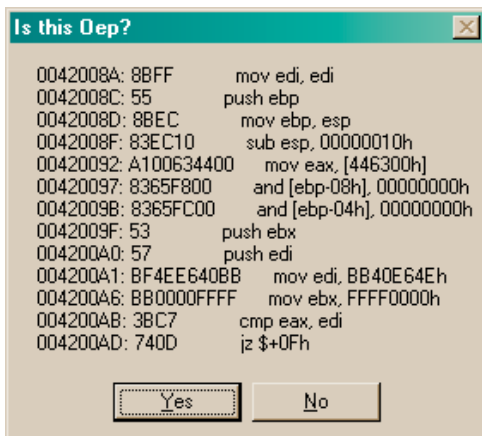 Is this Oep?
0042008A: 8BFF mov edi, edi
0042008C: 55 push ebp
0042008D: 8BEC mov ebp, esp
0042008F: 83EC10 sub esp, 00000010h
00420092: A100634400 mov eax, [446300h]
00420097: 8365F800 and [ebp-08h], 00000000h
0042009B: 8365FC00 and [ebp-04h], 00000000h
0042009F: 53 push ebx
004200A0: 57 push edi
004200A1: BF4EE640BB mov edi, BB40E64Eh
004200A6: BB0000FFFF mov ebx, FFFF0000h
004200AB: 3BC7 cmp eax, edi
004200AD: 740D jz $+0Fh
Yes No